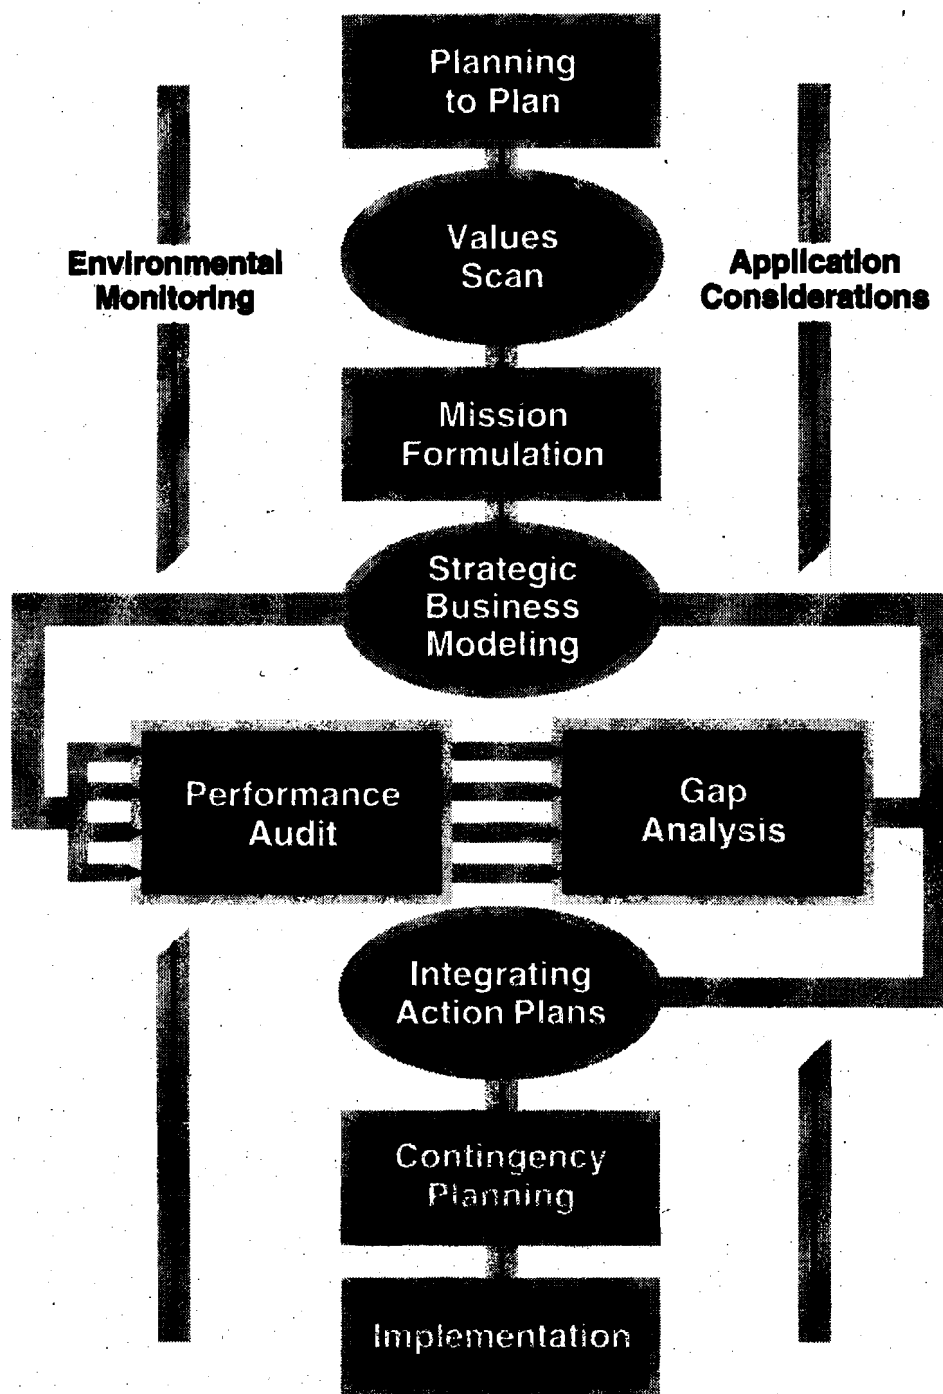 Planning
to Plan
Values
Scan
Environmental
Monitoring
Application
Considerations
Mission
Formulation
Strategic
Business
Modeling
Performance
Audit
Gap
Analysis
Integrating
Action Plans
Contingency
Planning
Implementation